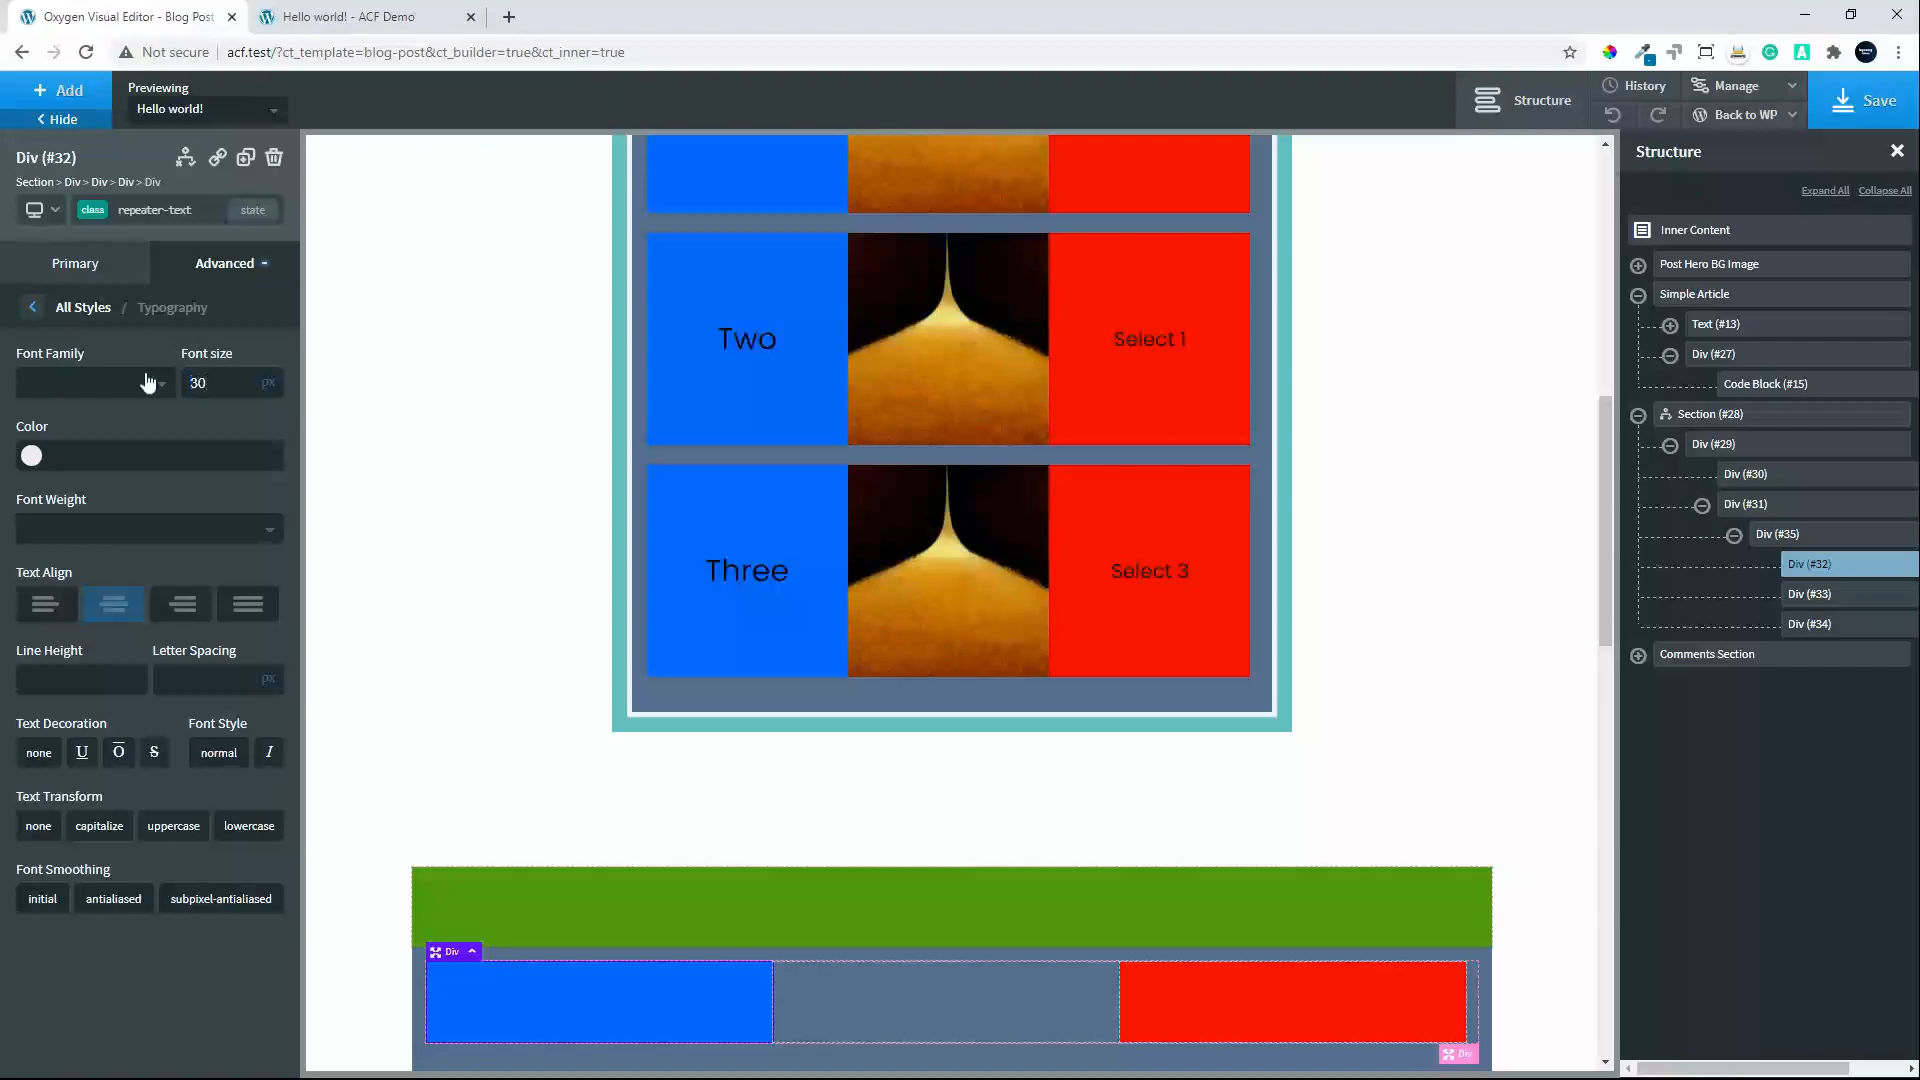 Oxygen Visual Editor - Blog Post
Hello world! - ACF Demo
Not secure
acf.test/?ct_template=blog-post&ct_builder=true&ct_inner=true
+ Add
< Hide
Previewing
Hello world!
Structure
History
Manage
Back to WP
Save
Div (#32)
Section > Div > Div > Div > Div
class
repeater-text
state
Primary
Advanced
All Styles / Typography
Font Family
Font size
30
px
Color
Font Weight
Text Align
Line Height
Letter Spacing
px
Text Decoration
Font Style
none
U
O
S
normal
I
Text Transform
none
capitalize
uppercase
lowercase
Font Smoothing
initial
antialiased
subpixel-antialiased
Two
Select 1
Three
Select 3
Div
Div
Structure
Expand All
Collapse All
Inner Content
Post Hero BG Image
Simple Article
Text (#13)
Div (#27)
Code Block (#15)
Section (#28)
Div (#29)
Div (#30)
Div (#31)
Div (#35)
Div (#32)
Div (#33)
Div (#34)
Comments Section